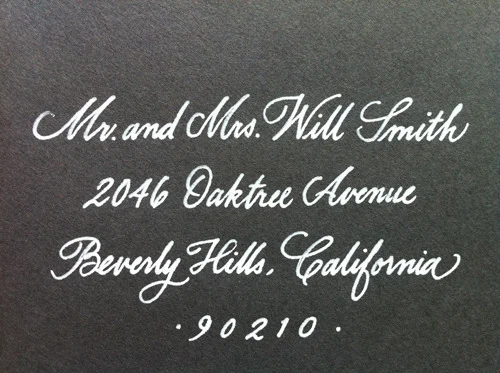 Mr. and Mrs. Will Smith
2046 Oaktree Avenue
Beverly Hills, California
· 90210 ·